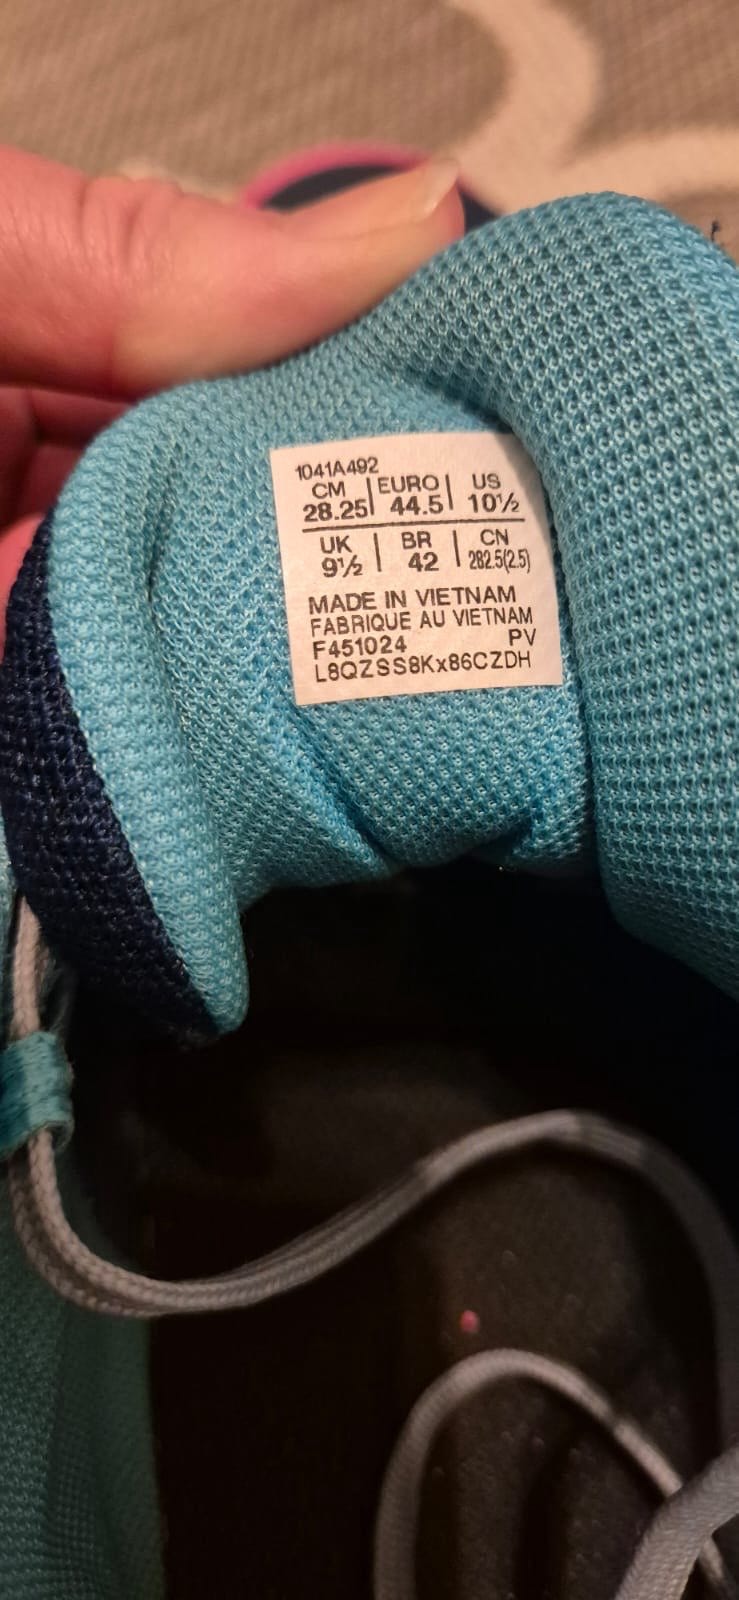 1041A492
CM | EURO | US
28.25 | 44.5 | 10½
UK | BR | CN
9½ | 42 | 282.5(2.5)
MADE IN VIETNAM
FABRIQUE AU VIETNAM
F451024 PV
L8QZSS8Kx86CZDH